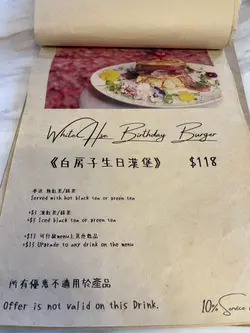 White Hse Birthday Burger
《白房子生日漢堡》 $118
Served with hot black tea or green tea
+$3 Iced black tea or green tea
+$13 Upgrade to any drink on the menu
所有優惠不適用於產品
Offer is not valid on this Drink.
10% Service